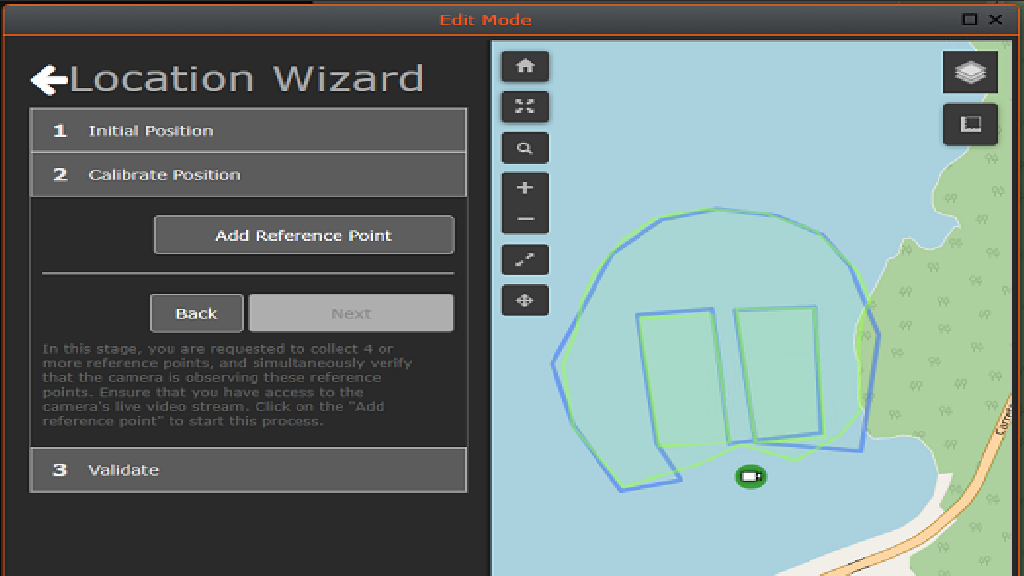 Edit Mode
Location Wizard
1 Initial Position
2 Calibrate Position
Add Reference Point
Back Next
In this stage, you are requested to collect 4 or
more reference points, and simultaneously verify
that the camera is observing these reference
points. Ensure that you have access to the
camera's live video stream. Click on the "Add
reference point" to start this process.
3 Validate